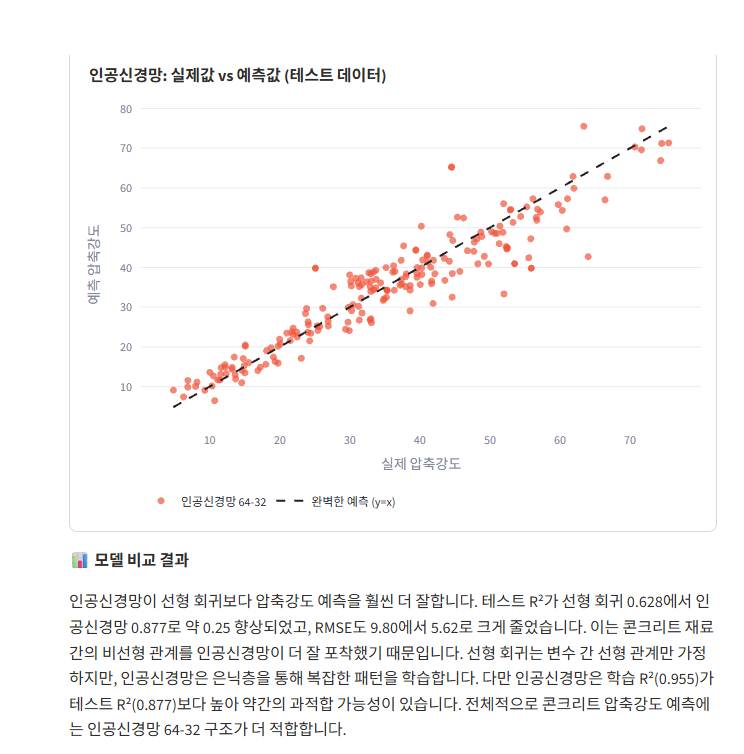 인공신경망: 실제값 vs 예측값 (테스트 데이터)
80
70
60
50
40
30
20
10
예측 압축강도
10 20 30 40 50 60 70
실제 압축강도
인공신경망 64-32 완벽한 예측 (y=x)
모델 비교 결과
인공신경망이 선형 회귀보다 압축강도 예측을 훨씬 더 잘합니다. 테스트 R²가 선형 회귀 0.628에서 인
공신경망 0.877로 약 0.25 향상되었고, RMSE도 9.80에서 5.62로 크게 줄었습니다. 이는 콘크리트 재료
간의 비선형 관계를 인공신경망이 더 잘 포착했기 때문입니다. 선형 회귀는 변수 간 선형 관계만 가정
하지만, 인공신경망은 은닉층을 통해 복잡한 패턴을 학습합니다. 다만 인공신경망은 학습 R²(0.955)가
테스트 R²(0.877)보다 높아 약간의 과적합 가능성이 있습니다. 전체적으로 콘크리트 압축강도 예측에
는 인공신경망 64-32 구조가 더 적합합니다.